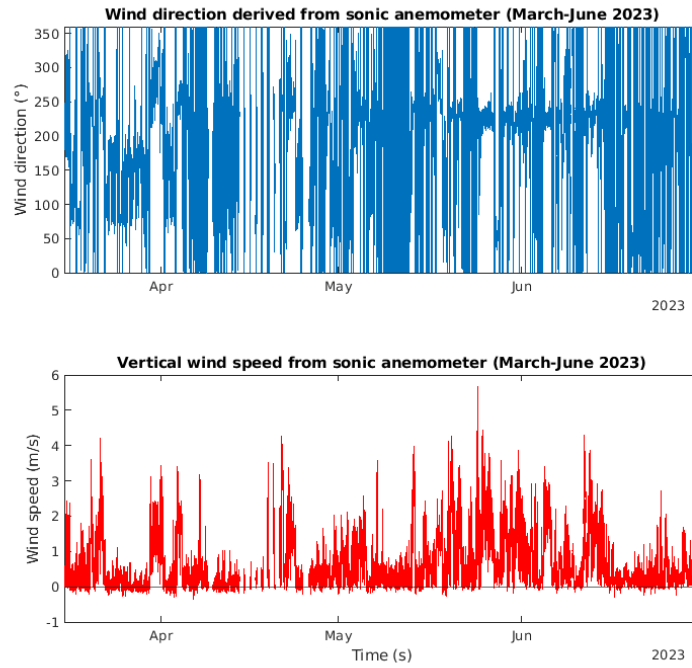 Wind direction derived from sonic anemometer (March-June 2023)
350
300
250
200
150
100
50
0
Wind direction (°)
Apr May Jun
2023
Vertical wind speed from sonic anemometer (March-June 2023)
6
5
4
3
2
1
0
-1
Wind speed (m/s)
Apr May Jun
Time (s)
2023